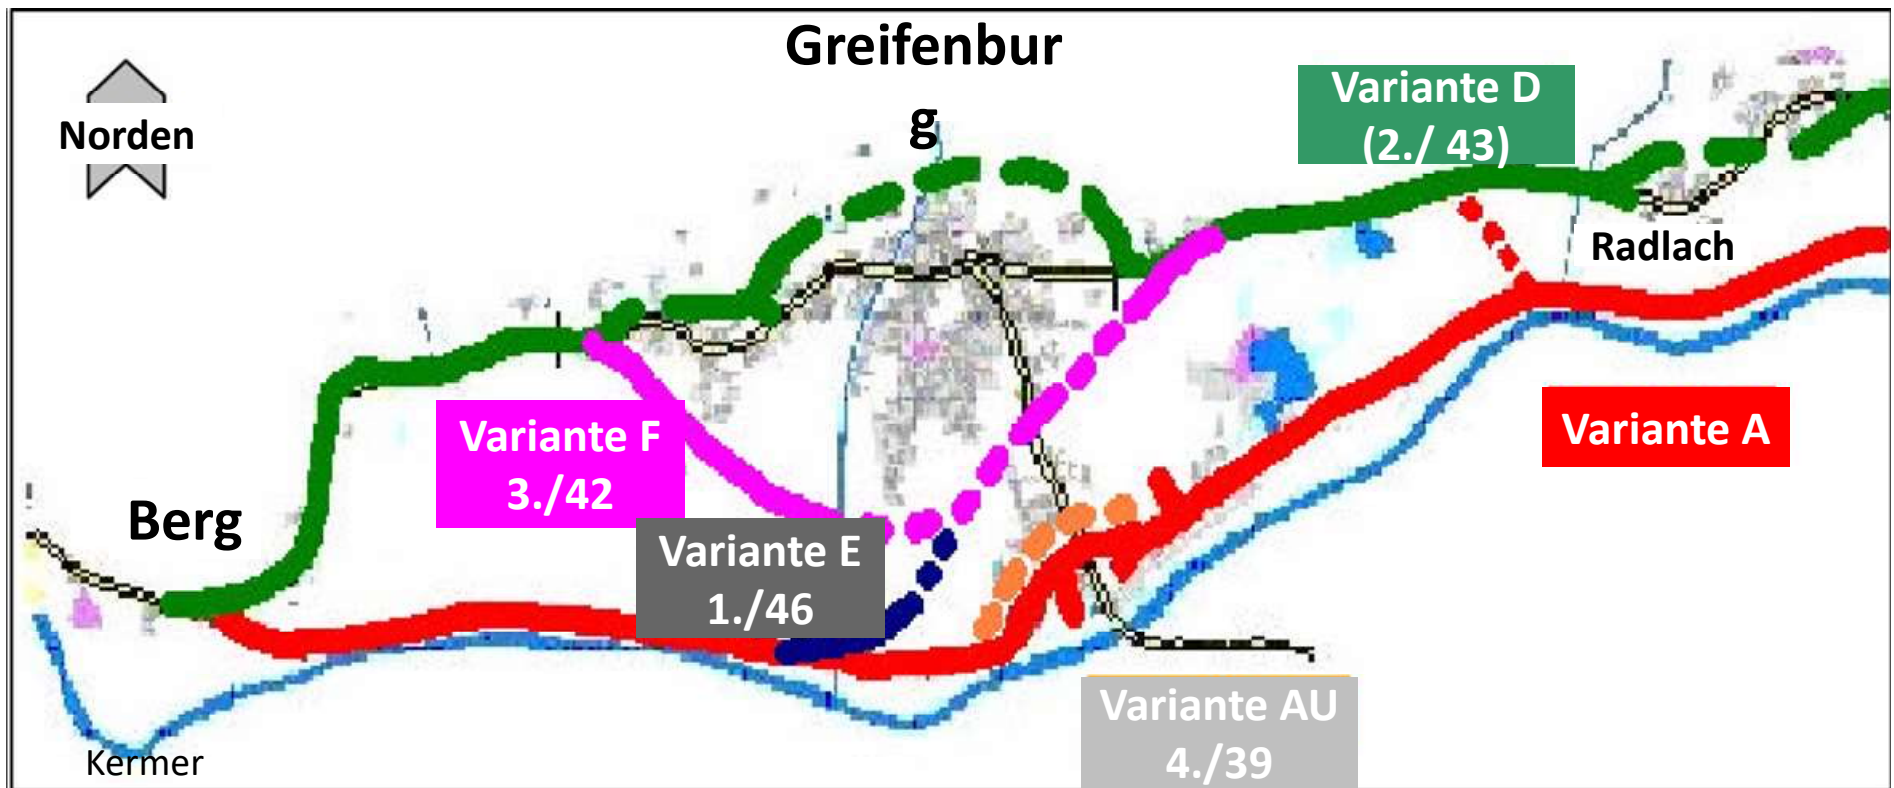 Greifenbur
g
Norden
Variante D
(2./ 43)
Radlach
Variante A
Variante F
3./42
Berg
Variante E
1./46
Variante AU
4./39
Kermer